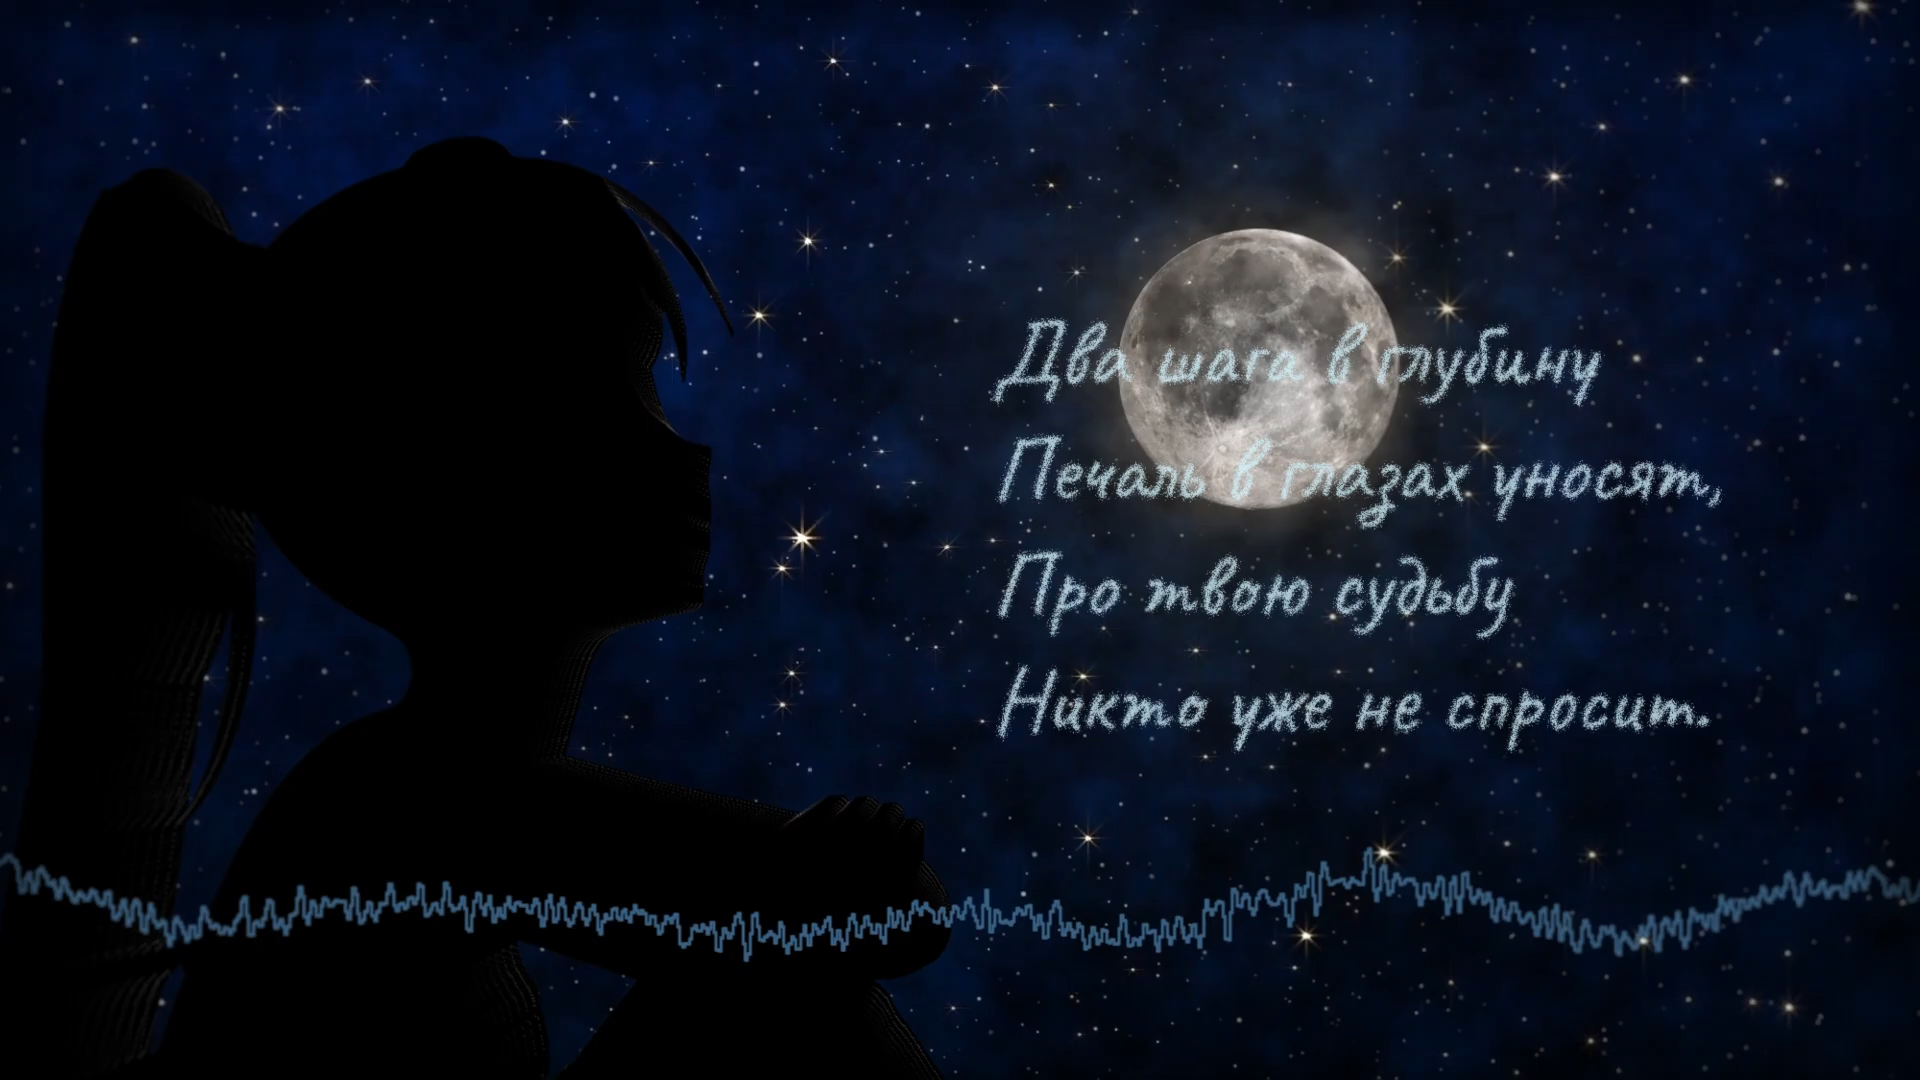 Два шага в глубину
Печаль в глазах уносят,
Про твою судьбу
Никто уже не спросит.